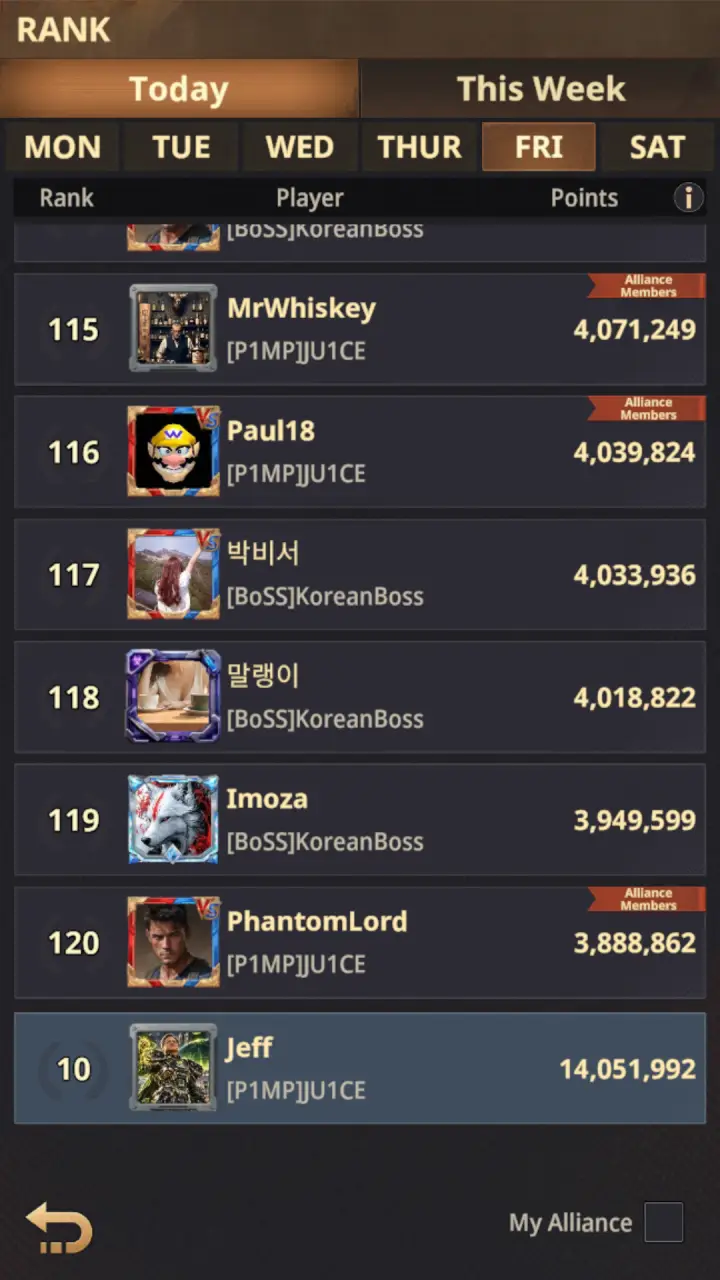 RANK
Today
This Week
MON
TUE
WED
THUR
FRI
SAT
Rank
Player
Points
i
[BoSS]KoreanBoss
Alliance
Members
115
MrWhiskey
4,071,249
[P1MP]JU1CE
Alliance
Members
116
Paul18
4,039,824
[P1MP]JU1CE
117
박비서
4,033,936
[BoSS]KoreanBoss
118
말랭이
4,018,822
[BoSS]KoreanBoss
119
Imoza
3,949,599
[BoSS]KoreanBoss
Alliance
Members
120
PhantomLord
3,888,862
[P1MP]JU1CE
10
Jeff
14,051,992
[P1MP]JU1CE
My Alliance